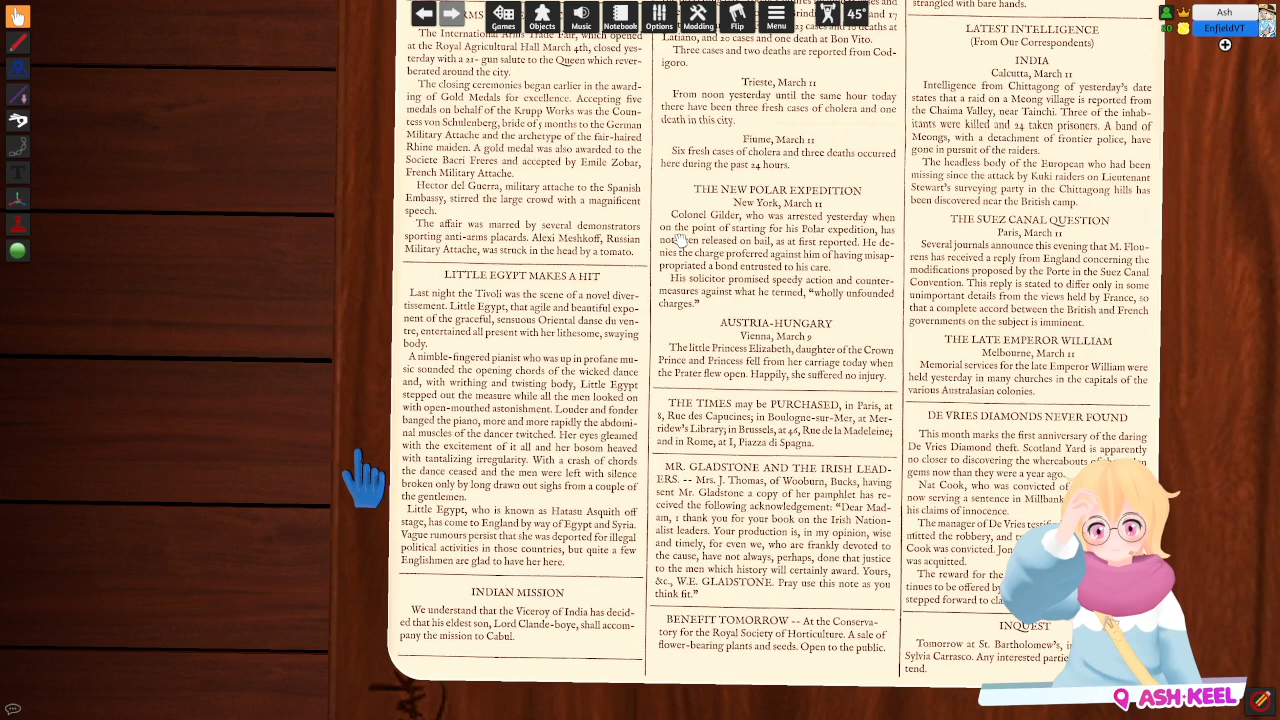 Games
Objects
Music
Notebook
Options
Modding
Flip
Menu
45°
80
Ash
EnfieldVT
The International Arms Trade Fair, which opened
at the Royal Agricultural Hall March 4th, closed yes-
terday with a 21- gun salute to the Queen which rever-
berated around the city.
The closing ceremonies began earlier in the award-
ing of Gold Medals for excellence. Accepting five
medals on behalf of the Krupp Works was the Coun-
tess von Schulenberg, bride of 5 months to the German
Military Attache and the archetype of the fair-haired
Rhine maiden. A gold medal was also awarded to the
Societe Bacri Freres and accepted by Emile Zobar,
French Military Attache.
Hector del Guerra, military attache to the Spanish
Embassy, stirred the large crowd with a magnificent
speech.
The affair was marred by several demonstrators
sporting anti-arms placards. Alexi Meshkoff, Russian
Military Attache, was struck in the head by a tomato.
LITTLE EGYPT MAKES A HIT
Last night the Tivoli was the scene of a novel diver-
tissement. Little Egypt, that agile and beautiful expo-
nent of the graceful, sensuous Oriental danse du ven-
tre, entertained all present with her lithesome, swaying
body.
A nimble-fingered pianist who was up in profane mu-
sic sounded the opening chords of the wicked dance
and, with writhing and twisting body, Little Egypt
stepped out the measure while all the men looked on
with open-mouthed astonishment. Louder and fonder
banged the piano, more and more rapidly the abdomi-
nal muscles of the dancer twitched. Her eyes gleamed
with the excitement of it all and her bosom heaved
with tantalizing irregularity. With a crash of chords
the dance ceased and the men were left with silence
broken only by long drawn out sighs from a couple of
the gentlemen.
Little Egypt, who is known as Hatasu Asquith off
stage, has come to England by way of Egypt and Syria.
Vague rumours persist that she was deported for illegal
political activities in those countries, but quite a few
Englishmen are glad to have her here.
INDIAN MISSION
We understand that the Viceroy of India has decid-
ed that his eldest son, Lord Clande-boye, shall accom-
pany the mission to Cabul.
Latiano, and 20 cases and one death at Bon Vito.
Three cases and two deaths are reported from Cod-
igoro.
Trieste, March 11
From noon yesterday until the same hour today
there have been three fresh cases of cholera and one
death in this city.
Fiume, March 11
Six fresh cases of cholera and three deaths occurred
here during the past 24 hours.
THE NEW POLAR EXPEDITION
New York, March 11
Colonel Gilder, who was arrested yesterday when
on the point of starting for his Polar expedition, has
been released on bail, as at first reported. He de-
nies the charge proferred against him of having misap-
propriated a bond entrusted to his care.
His solicitor promised speedy action and counter-
measures against what he termed, "wholly unfounded
charges."
AUSTRIA-HUNGARY
Vienna, March 9
The little Princess Elizabeth, daughter of the Crown
Prince and Princess fell from her carriage today when
the Prater flew open. Happily, she suffered no injury.
THE TIMES may be PURCHASED, in Paris, at
8, Rue des Capucines; in Boulogne-sur-Mer, at Mer-
ridew's Library; in Brussels, at 46, Rue de la Madeleine;
and in Rome, at I, Piazza di Spagna.
MR. GLADSTONE AND THE IRISH LEAD-
ERS. -- Mrs. J. Thomas, of Wooburn, Bucks, having
sent Mr. Gladstone a copy of her pamphlet has re-
ceived the following acknowledgement: "Dear Mad-
am, 1 thank you for your book on the Irish Nation-
alist leaders. Your production is, in my opinion, wise
and timely, for even we, who are frankly devoted to
the cause, have not always, perhaps, done that justice
to the men which history will certainly award. Yours,
&c., W.E. GLADSTONE. Pray use this note as you
think fit."
BENEFIT TOMORROW -- At the Conserva-
tory for the Royal Society of Horticulture. A sale of
flower-bearing plants and seeds. Open to the public.
strangled with bare hands.
LATEST INTELLIGENCE
(From Our Correspondents)
INDIA
Calcutta, March 11
Intelligence from Chittagong of yesterday's date
states that a raid on a Meong village is reported from
the Chaima Valley, near Tainchi. Three of the inhab-
itants were killed and 24 taken prisoners. A band of
Meongs, with a detachment of frontier police, have
gone in pursuit of the raiders.
The headless body of the European who had been
missing since the attack by Kuki raiders on Lieutenant
Stewart's surveying party in the Chittagong hills has
been discovered near the British camp.
THE SUEZ CANAL QUESTION
Paris, March 11
Several journals announce this evening that M. Flou-
rens has received a reply from England concerning the
modifications proposed by the Porte in the Suez Canal
Convention. This reply is stated to differ only in some
unimportant details from the views held by France, so
that a complete accord between the British and French
governments on the subject is imminent.
THE LATE EMPEROR WILLIAM
Melbourne, March 11
Memorial services for the late Emperor William were
held yesterday in many churches in the capitals of the
various Australasian colonies.
DE VRIES DIAMONDS NEVER FOUND
This month marks the first anniversary of the daring
De Vries Diamond theft. Scotland Yard is apparently
no closer to discovering the whereabouts of
gems now than they were a year ago.
Nat Cook, who was convicted of
now serving a sentence in Millbank
his claims of innocence.
The manager of De Vries
mitted the robbery, and
Cook was convicted.
was acquitted.
The reward for the
tinues to be offered by
stepped forward to
INQUEST
Tomorrow at St. Bartholomew's,
Sylvia Carrasco. Any interested
tend.
ASH·KEEL